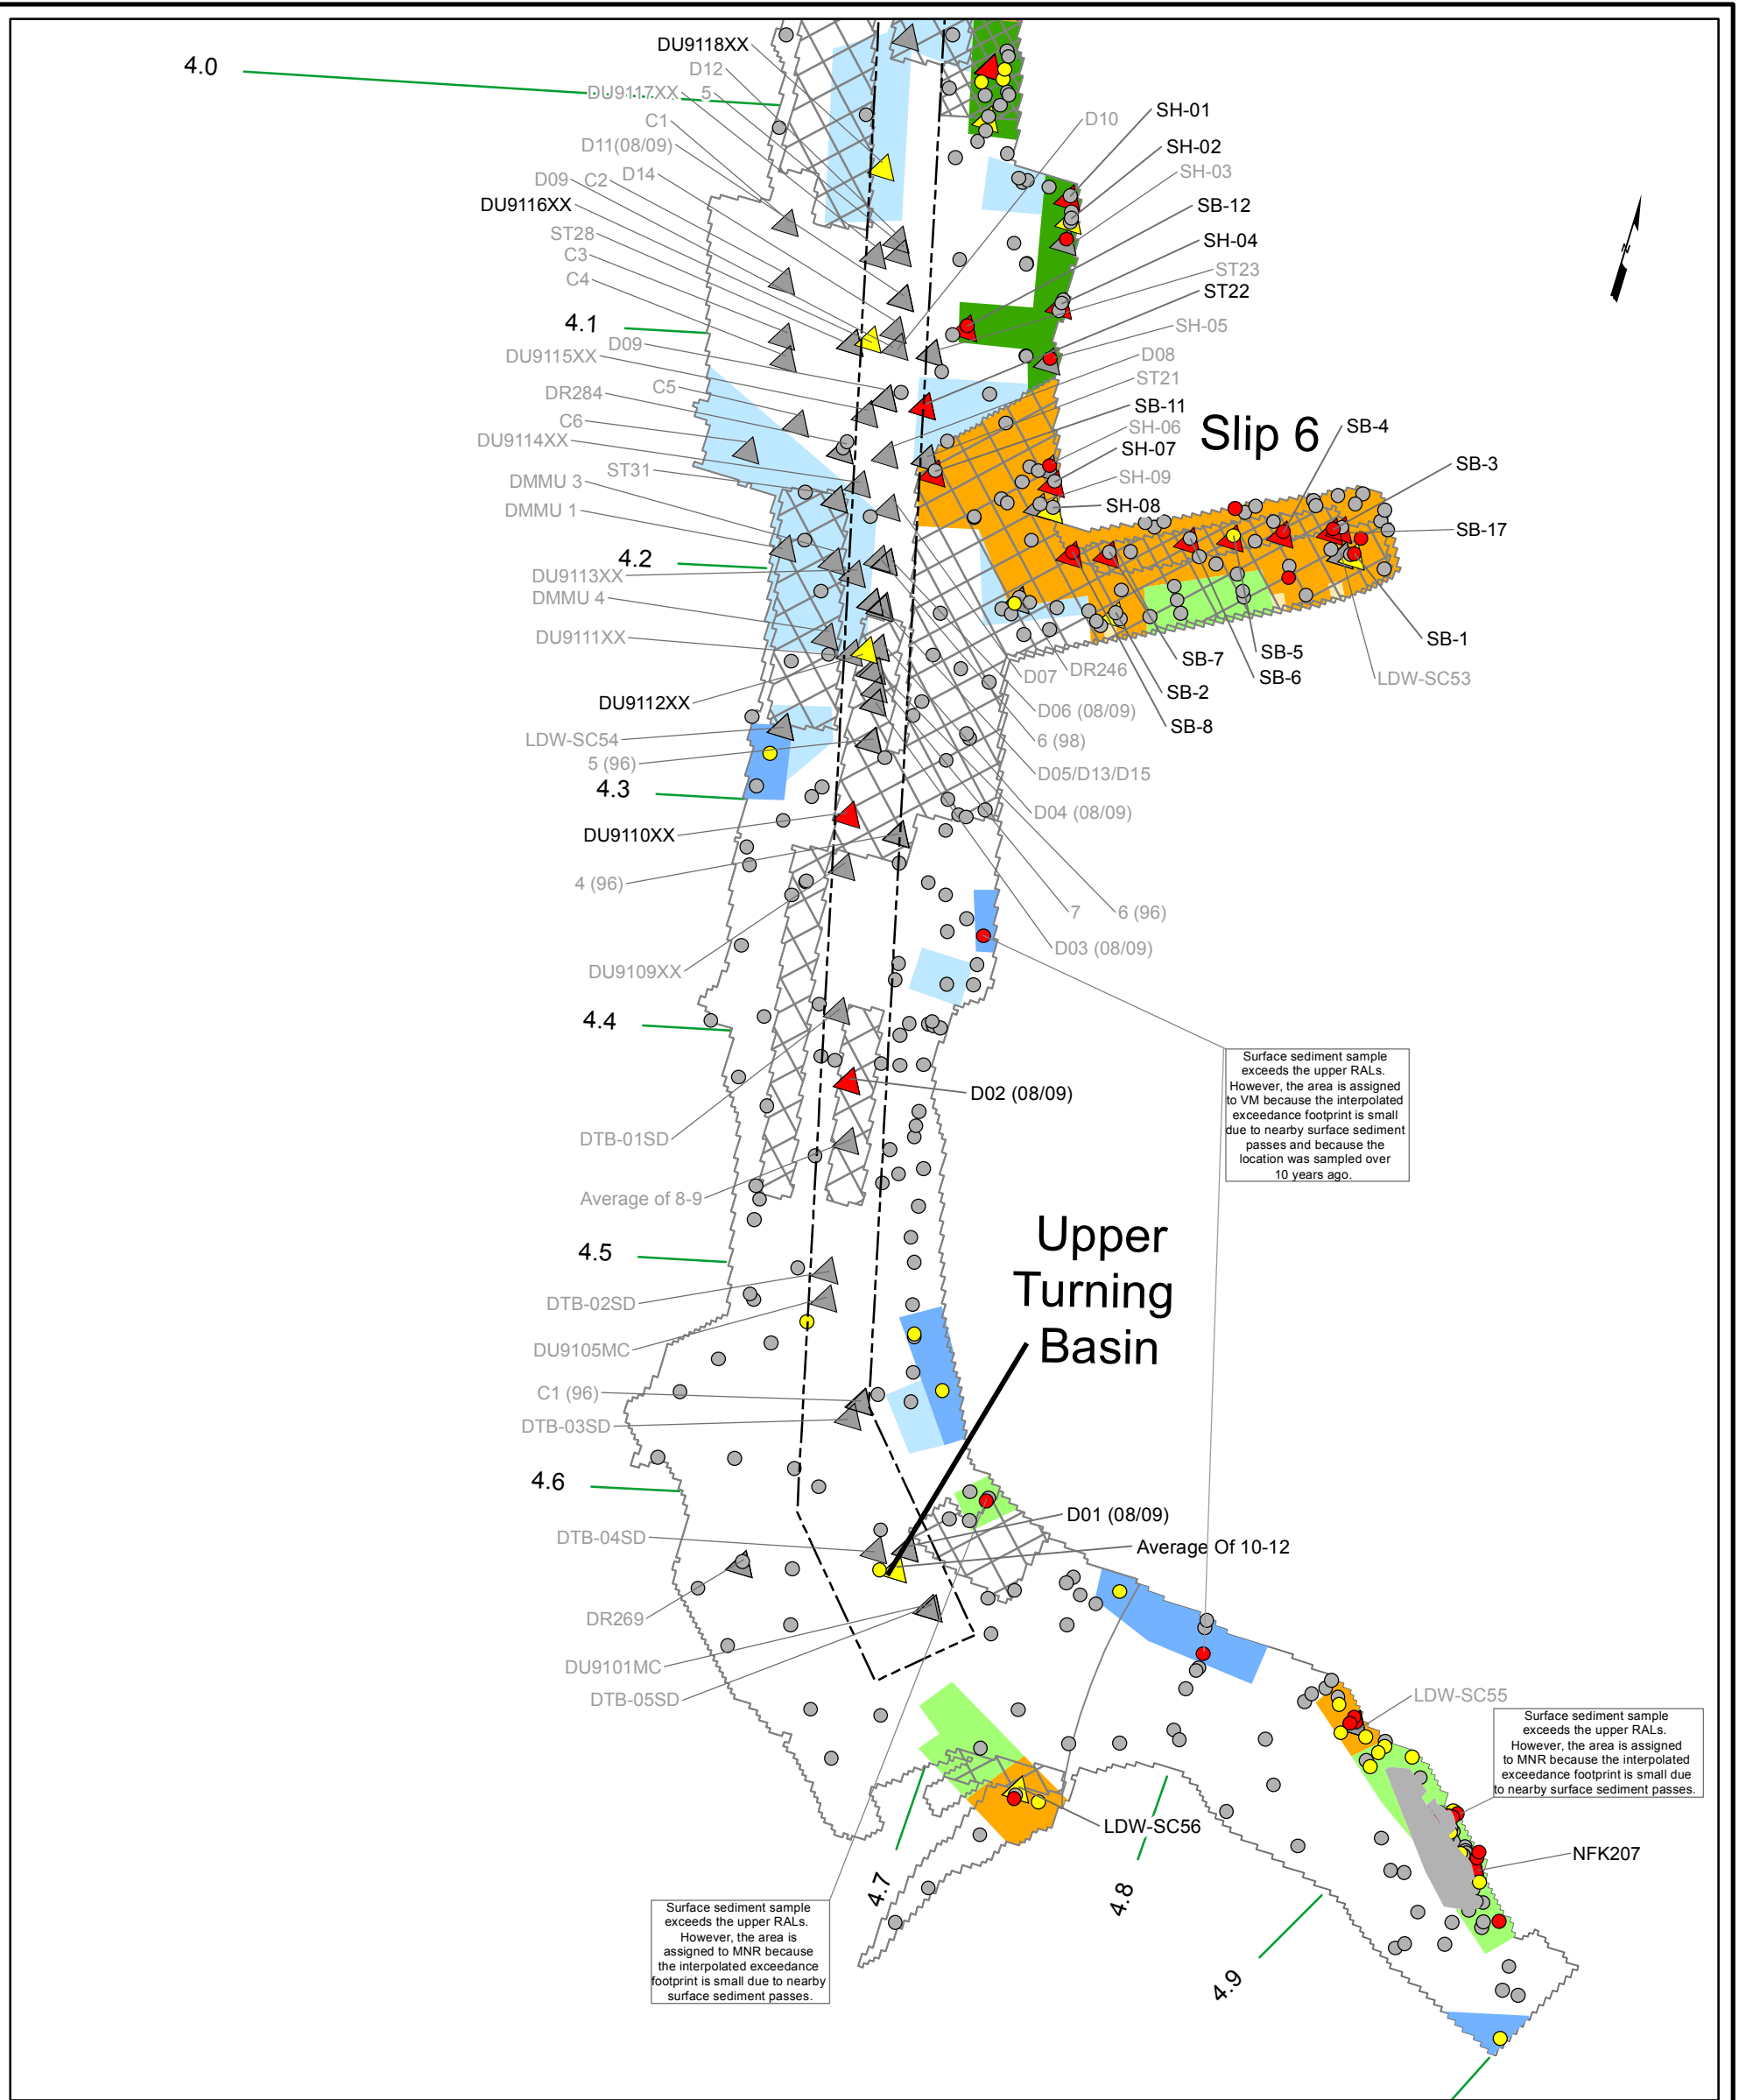 4.0
DU9118XX
D12
DU9117XX
5
C1
D11(08/09)
D09
C2
D14
DU9116XX
ST28
C3
C4
4.1
D09
DU9115XX
DR284
C5
C6
DU9114XX
ST31
DMMU 3
DMMU 1
4.2
DU9113XX
DMMU 4
DU9111XX
DU9112XX
LDW-SC54
5 (96)
4.3
DU9110XX
4 (96)
DU9109XX
4.4
DTB-01SD
Average of 8-9
4.5
DTB-02SD
DU9105MC
C1 (96)
DTB-03SD
4.6
DTB-04SD
DR269
DU9101MC
DTB-05SD
D10
SH-01
SH-02
SH-03
SB-12
SH-04
ST23
ST22
SH-05
D08
ST21
SB-11
SH-06
SH-07
SH-09
SH-08
Slip 6
SB-4
SB-3
SB-17
SB-1
LDW-SC53
SB-5
SB-6
SB-7
SB-2
SB-8
DR246
D07
D06 (08/09)
6 (98)
D05/D13/D15
D04 (08/09)
7
6 (96)
D03 (08/09)
N
Surface sediment sample
exceeds the upper RALs.
However, the area is assigned
to VM because the interpolated
exceedance footprint is small
due to nearby surface sediment
passes and because the
location was sampled over
10 years ago.
D02 (08/09)
Upper
Turning
Basin
D01 (08/09)
Average Of 10-12
LDW-SC55
Surface sediment sample
exceeds the upper RALs.
However, the area is assigned
to MNR because the interpolated
exceedance footprint is small due
to nearby surface sediment passes.
NFK207
LDW-SC56
4.7
4.8
4.9
Surface sediment sample
exceeds the upper RALs.
However, the area is
assigned to MNR because
the interpolated exceedance
footprint is small due to nearby
surface sediment passes.